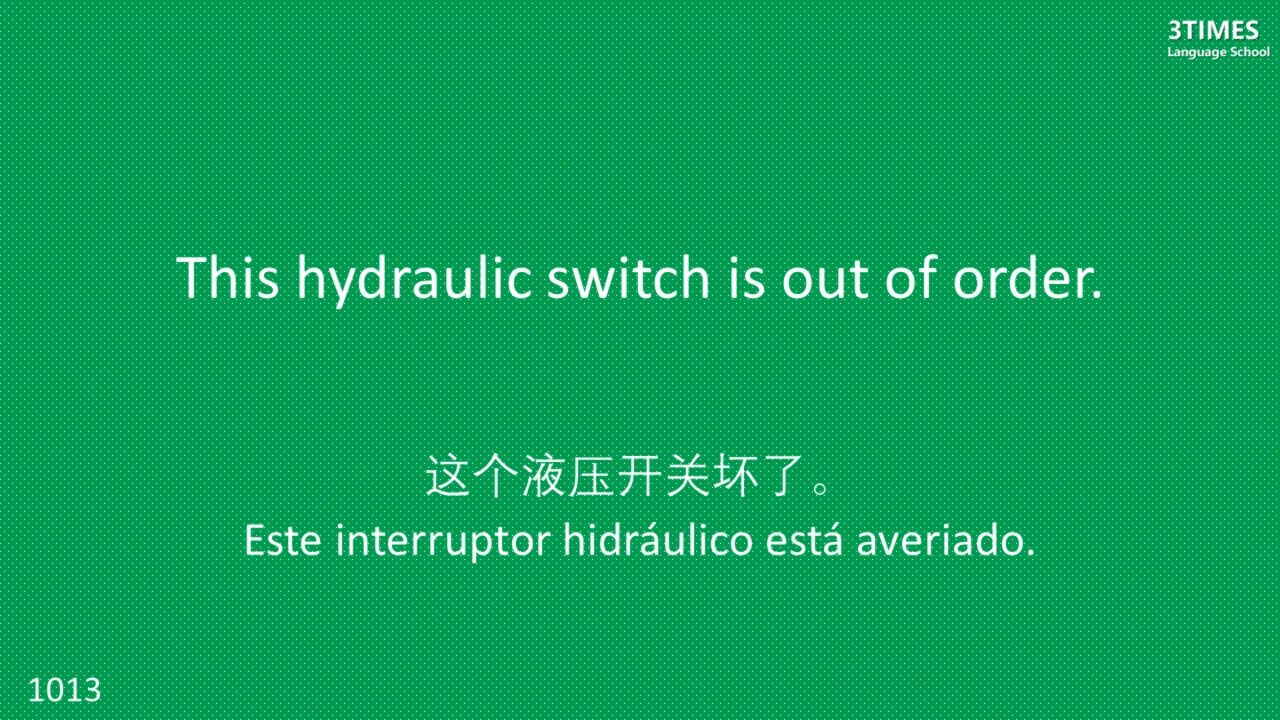 3TIMES
Language School
This hydraulic switch is out of order.
这个液压开关坏了。
Este interruptor hidráulico está averiado.
1013